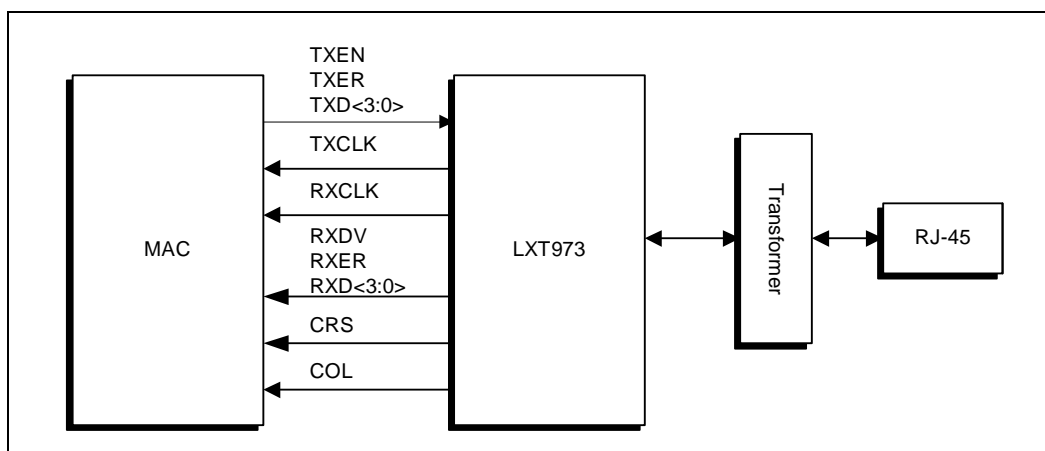 TXEN
TXER
TXD<3:0>
TXCLK
RXCLK
RXDV
RXER
RXD<3:0>
CRS
COL
MAC
LXT973
Transformer
RJ-45